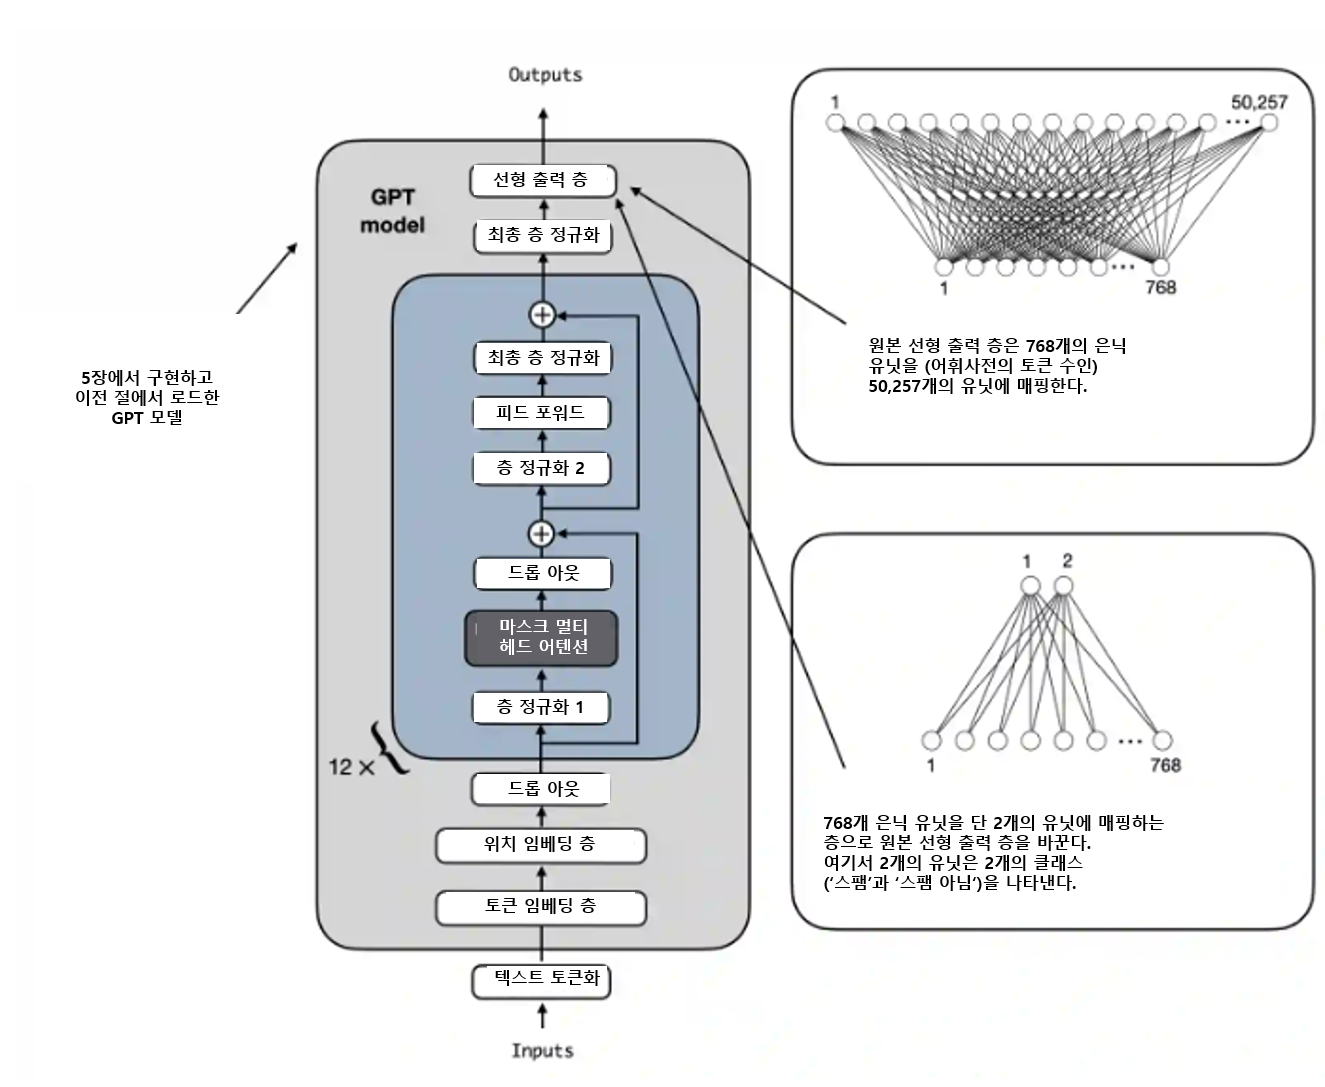 Outputs
선형 출력 층
GPT
model
최종 층 정규화
최종 층 정규화
피드 포워드
층 정규화 2
드롭 아웃
마스크 멀티
헤드 어텐션
층 정규화 1
12 ×
드롭 아웃
위치 임베딩 층
토큰 임베딩 층
텍스트 토큰화
Inputs
5장에서 구현하고
이전 절에서 로드한
GPT 모델
1 50,257
1 768
원본 선형 출력 층은 768개의 은닉
유닛을 (어휘사전의 토큰 수인)
50,257개의 유닛에 매핑한다.
1 2
1 768
768개 은닉 유닛을 단 2개의 유닛에 매핑하는
층으로 원본 선형 출력 층을 바꾼다.
여기서 2개의 유닛은 2개의 클래스
(‘스팸’과 ‘스팸 아님’)을 나타낸다.